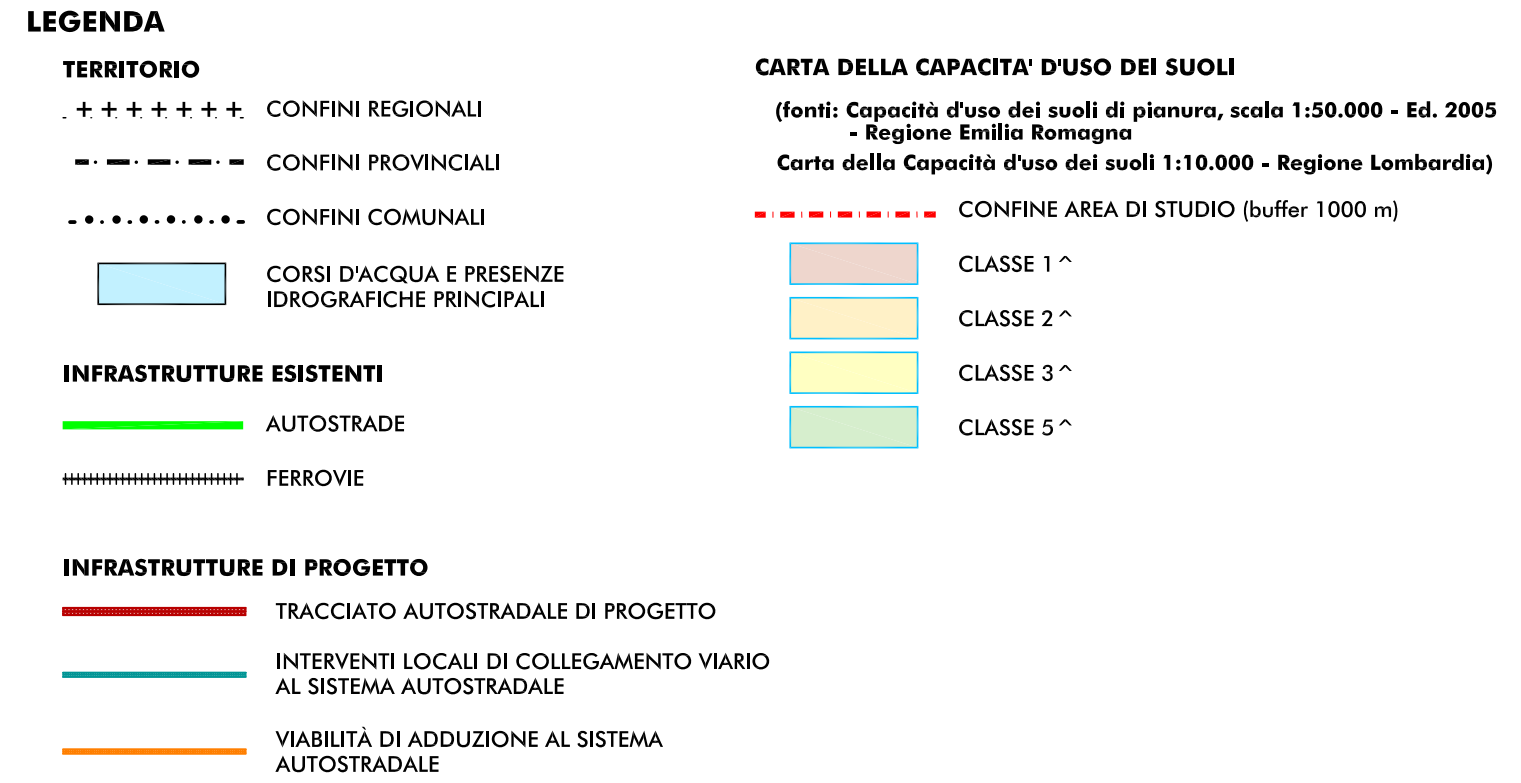 LEGENDA
TERRITORIO
CONFINI REGIONALI
CONFINI PROVINCIALI
CONFINI COMUNALI
CORSI D'ACQUA E PRESENZE
IDROGRAFICHE PRINCIPALI
INFRASTRUTTURE ESISTENTI
AUTOSTRADE
FERROVIE
INFRASTRUTTURE DI PROGETTO
TRACCIATO AUTOSTRADALE DI PROGETTO
INTERVENTI LOCALI DI COLLEGAMENTO VIARIO
AL SISTEMA AUTOSTRADALE
VIABILITÀ DI ADDUZIONE AL SISTEMA
AUTOSTRADALE
CARTA DELLA CAPACITA' D'USO DEI SUOLI
(fonti: Capacità d'uso dei suoli di pianura, scala 1:50.000 - Ed. 2005
- Regione Emilia Romagna
Carta della Capacità d'uso dei suoli 1:10.000 - Regione Lombardia)
CONFINE AREA DI STUDIO (buffer 1000 m)
CLASSE 1^
CLASSE 2^
CLASSE 3^
CLASSE 5^